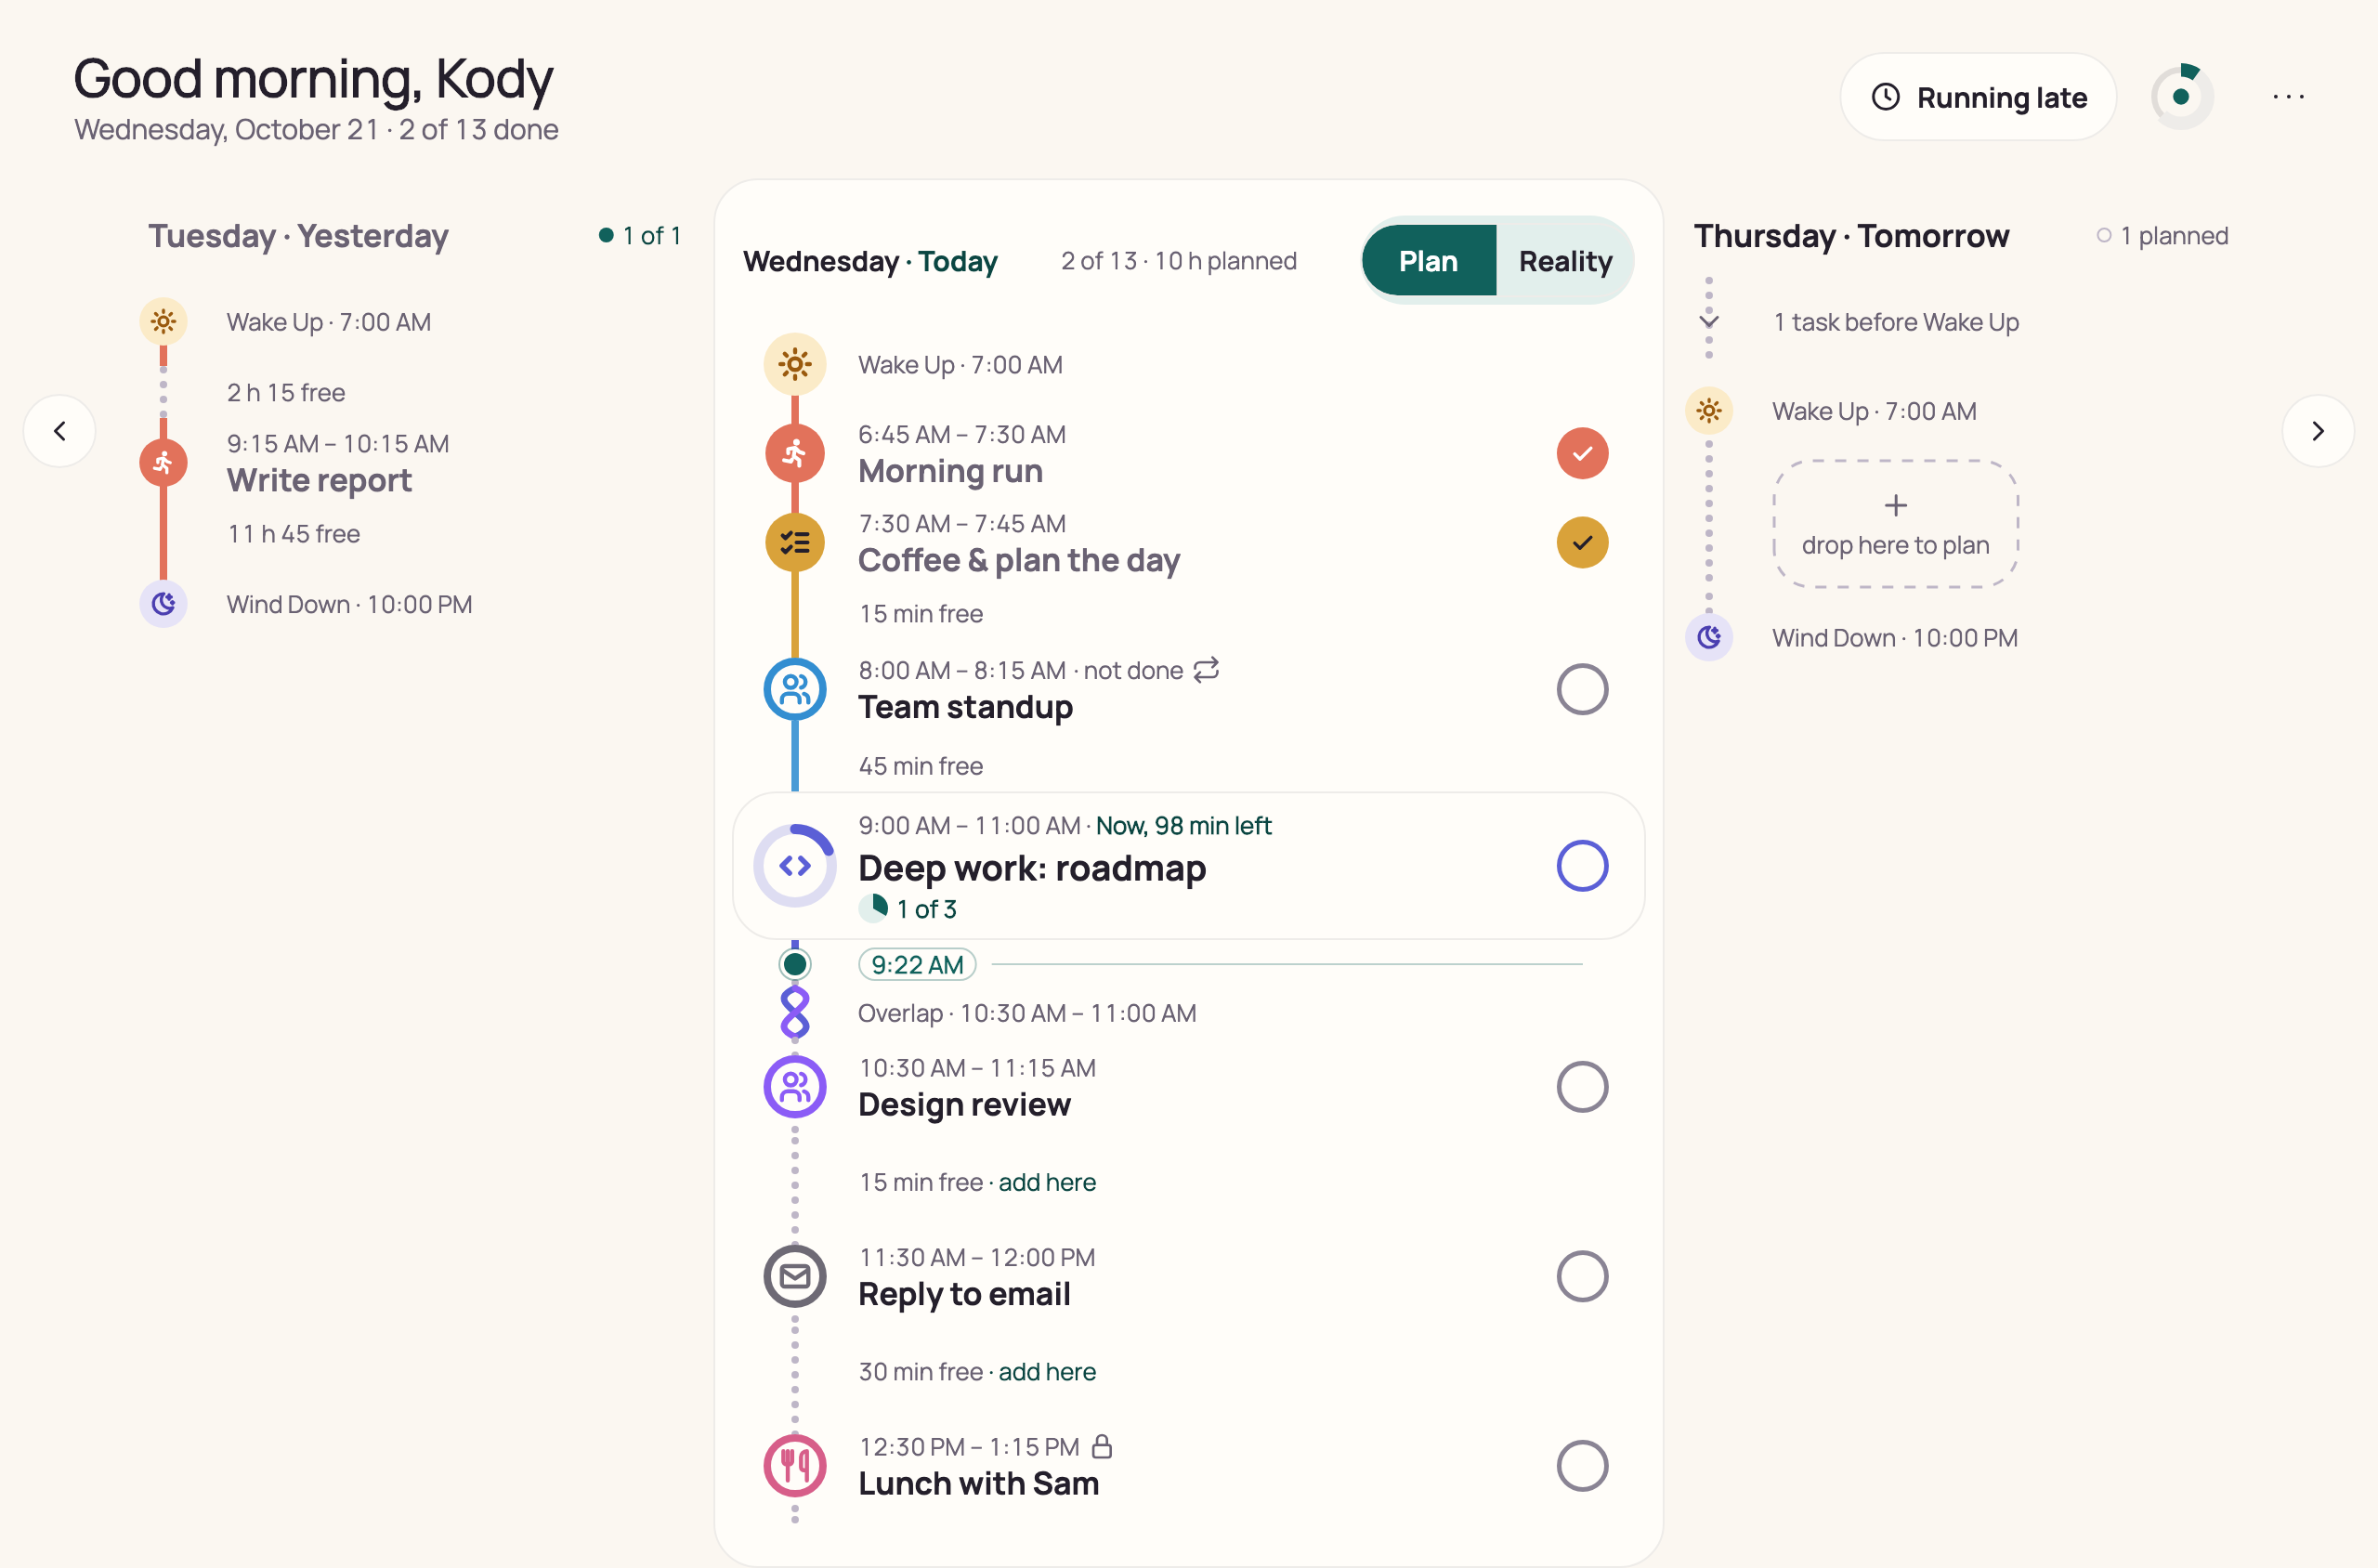 Good morning, Kody
Wednesday, October 21 · 2 of 13 done
Running late
Tuesday · Yesterday
1 of 1
Wake Up · 7:00 AM
2 h 15 free
9:15 AM – 10:15 AM
Write report
11 h 45 free
Wind Down · 10:00 PM
Wednesday · Today
2 of 13 · 10 h planned
Plan
Reality
Wake Up · 7:00 AM
6:45 AM – 7:30 AM
Morning run
7:30 AM – 7:45 AM
Coffee & plan the day
15 min free
8:00 AM – 8:15 AM · not done
Team standup
45 min free
9:00 AM – 11:00 AM · Now, 98 min left
Deep work: roadmap
1 of 3
9:22 AM
Overlap · 10:30 AM – 11:00 AM
10:30 AM – 11:15 AM
Design review
15 min free · add here
11:30 AM – 12:00 PM
Reply to email
30 min free · add here
12:30 PM – 1:15 PM
Lunch with Sam
Thursday · Tomorrow
1 planned
1 task before Wake Up
Wake Up · 7:00 AM
drop here to plan
Wind Down · 10:00 PM